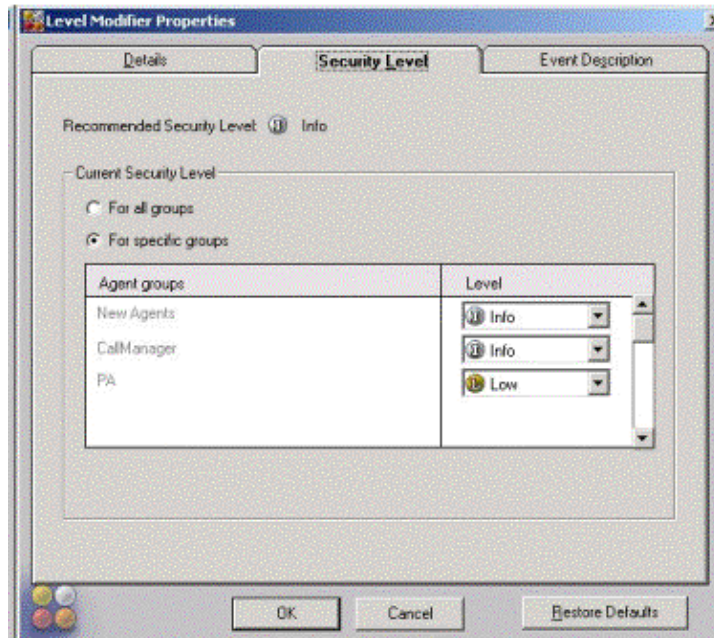 Level Modifier Properties
Details Security Level Event Description
Recommended Security Level: Info
Current Security Level
For all groups
For specific groups
Agent groups Level
New Agents Info
CallManager Info
PA Low
OK Cancel Restore Defaults